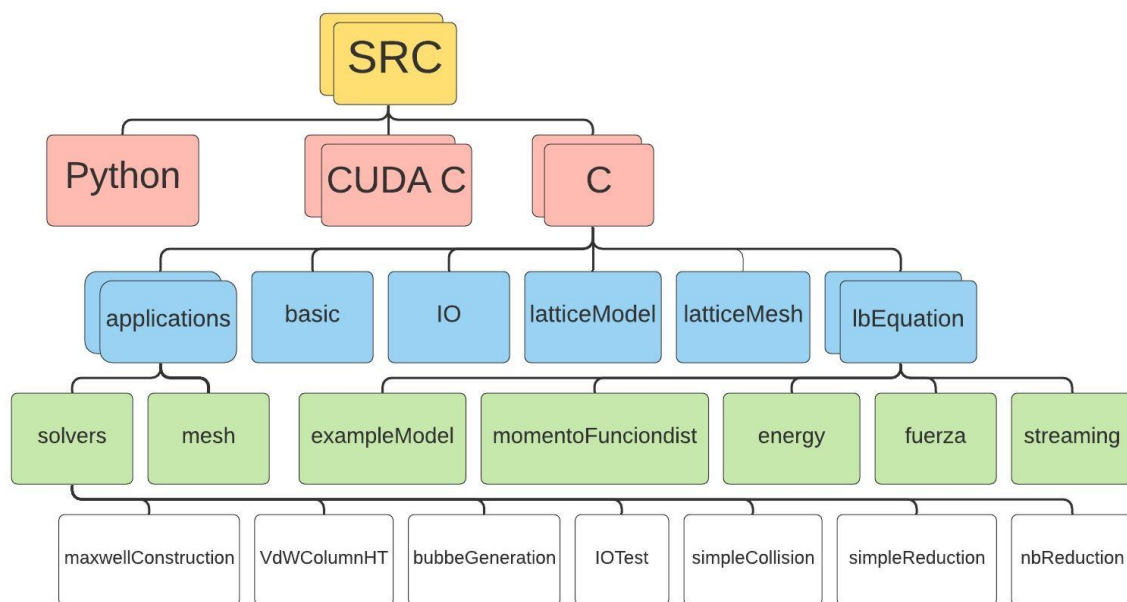 SRC
Python
CUDA C
C
applications
basic
IO
latticeModel
latticeMesh
lbEquation
solvers
mesh
exampleModel
momentoFunciondist
energy
fuerza
streaming
maxwellConstruction
VdWColumnHT
bubbeGeneration
IOTest
simpleCollision
simpleReduction
nbReduction